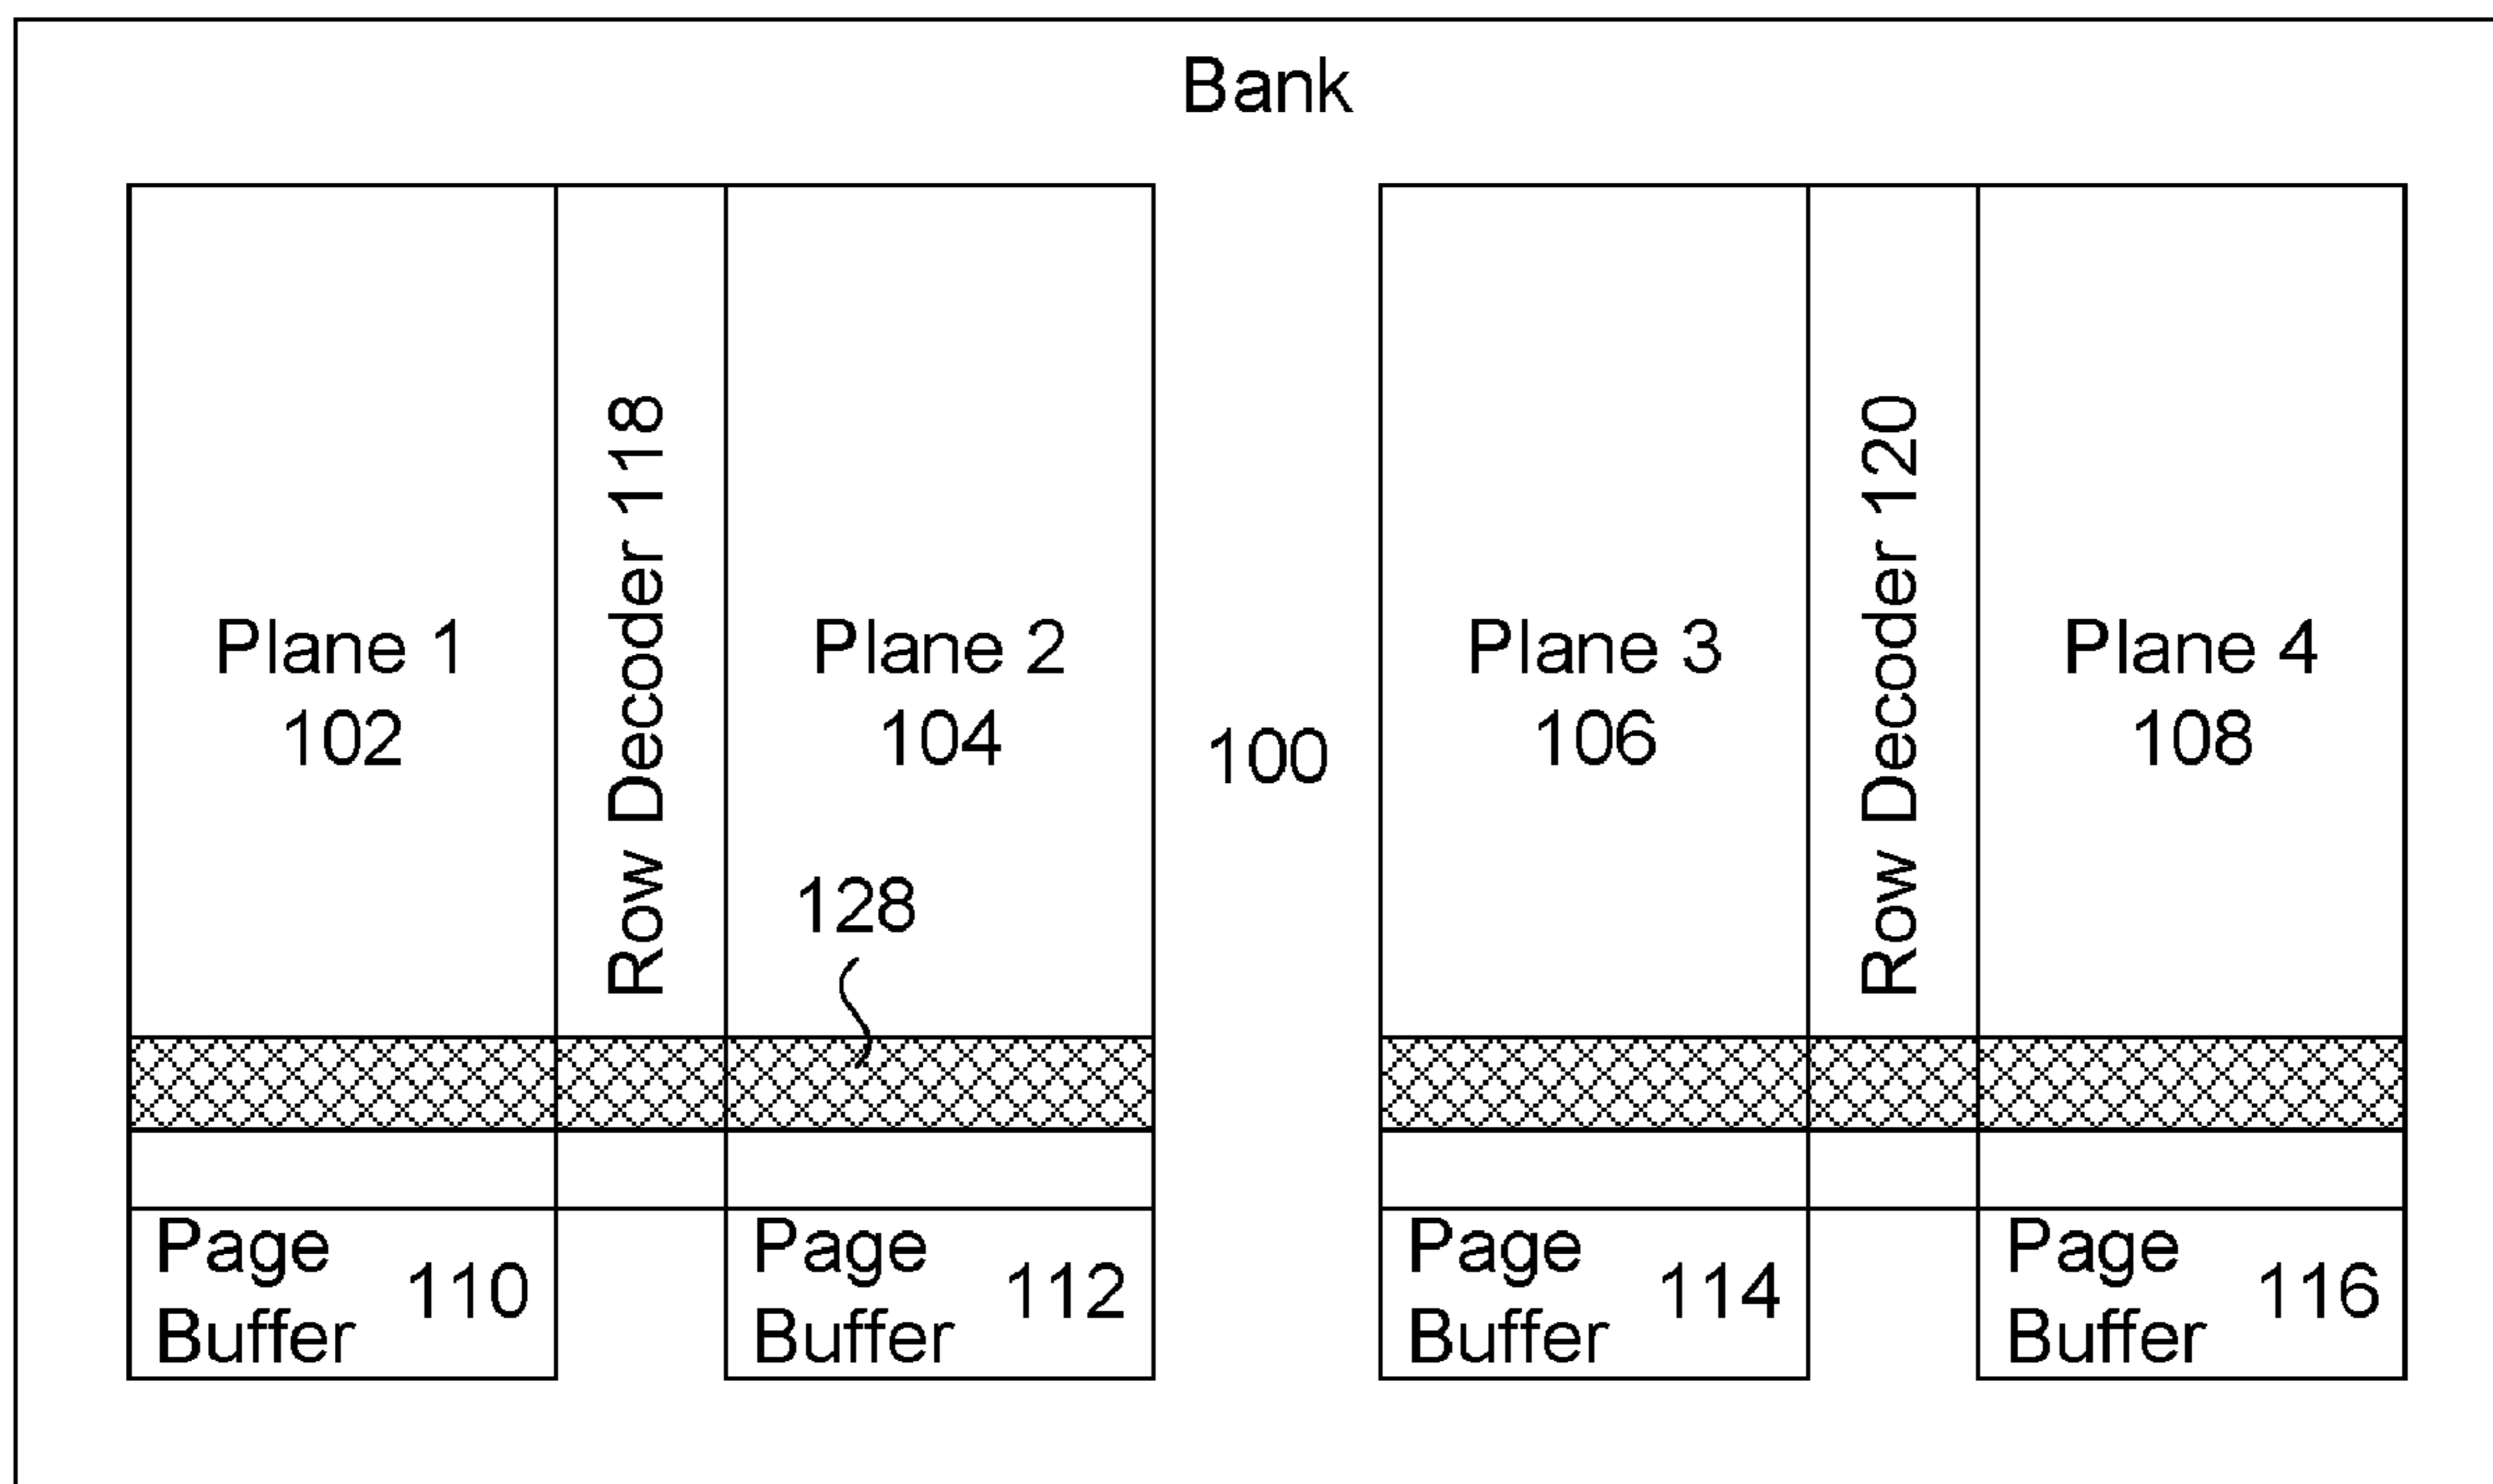 Bank
Plane 1
102
Row Decoder 118
Plane 2
104
128
100
Plane 3
106
Row Decoder 120
Plane 4
108
Page
Buffer
110
Page
Buffer
112
Page
Buffer
114
Page
Buffer
116